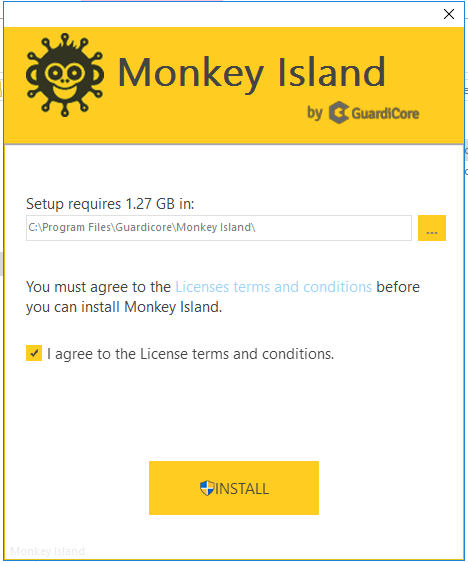 Monkey Island
by GuardiCore
Setup requires 1.27 GB in:
C:\Program Files\Guardicore\Monkey Island\
...
You must agree to the Licenses terms and conditions before
you can install Monkey Island.
I agree to the License terms and conditions.
INSTALL
Monkey Island